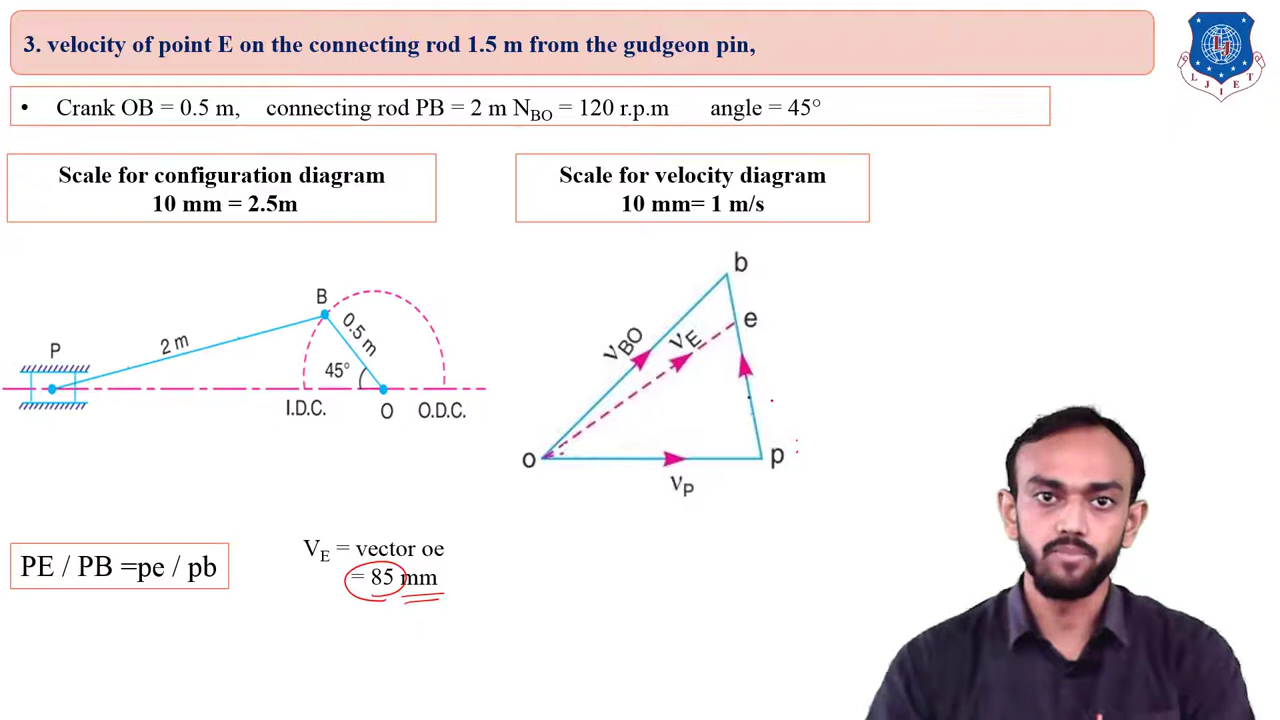 3. velocity of point E on the connecting rod 1.5 m from the gudgeon pin,
LJIET
• Crank OB = 0.5 m, connecting rod PB = 2 m N_BO = 120 r.p.m angle = 45°
Scale for configuration diagram
10 mm = 2.5m
Scale for velocity diagram
10 mm= 1 m/s
P
2 m
B
0.5 m
45°
I.D.C.
O
O.D.C.
b
e
v_BO
v_E
o
p
v_P
PE / PB =pe / pb
V_E = vector oe
= 85 mm